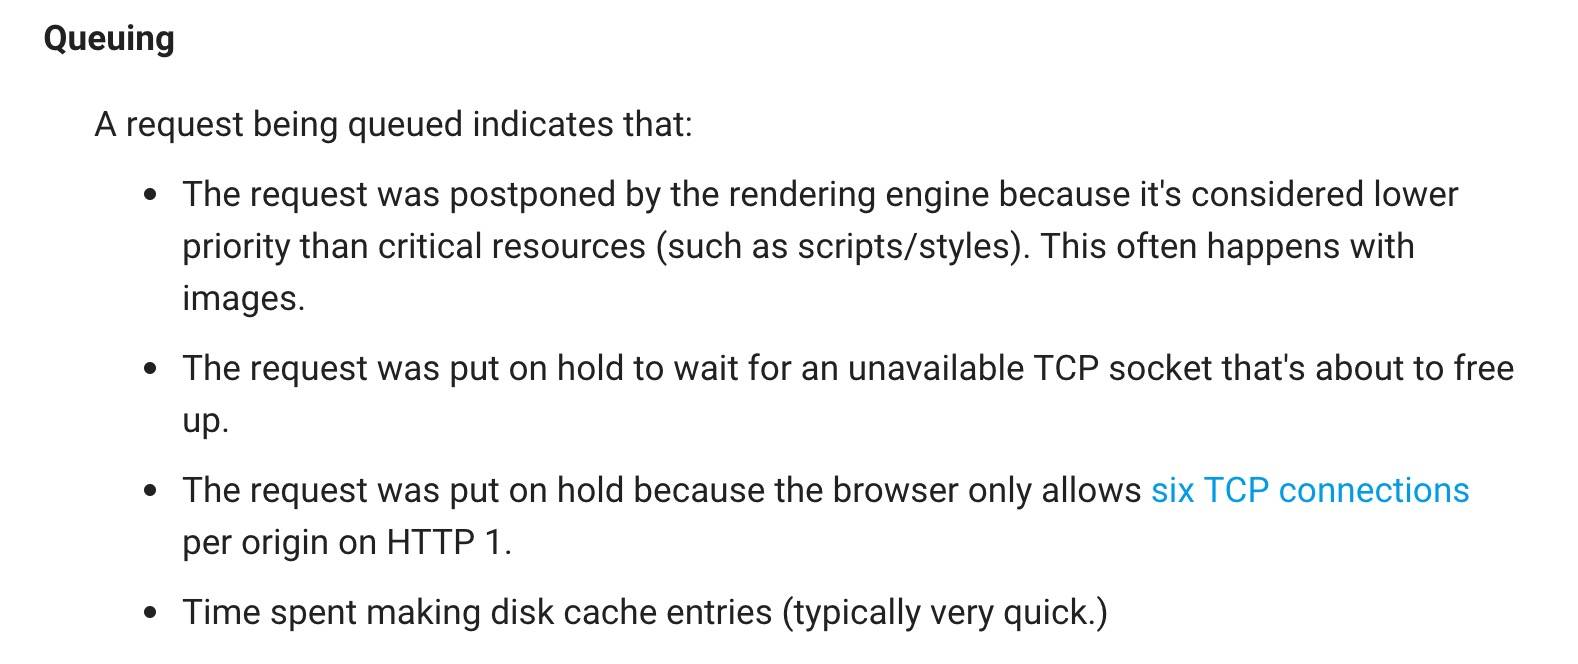 Queuing
A request being queued indicates that:
• The request was postponed by the rendering engine because it's considered lower
priority than critical resources (such as scripts/styles). This often happens with
images.
• The request was put on hold to wait for an unavailable TCP socket that's about to free
up.
• The request was put on hold because the browser only allows six TCP connections
per origin on HTTP 1.
• Time spent making disk cache entries (typically very quick.)